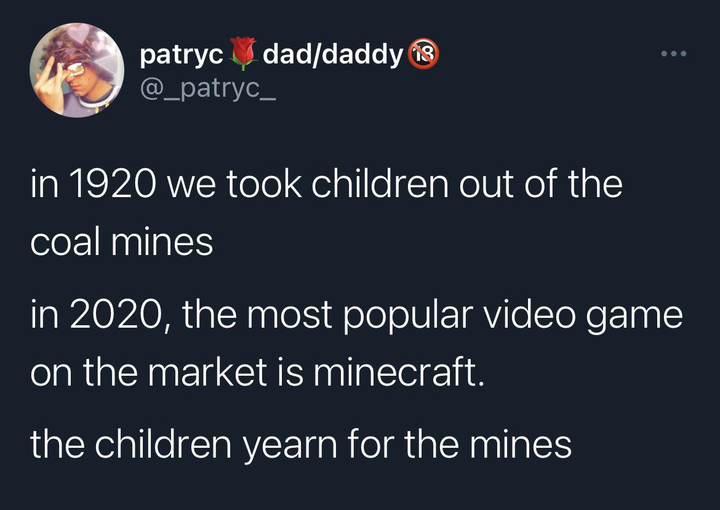 patryc🌹dad/daddy🔞
@_patryc_
in 1920 we took children out of the
coal mines
in 2020, the most popular video game
on the market is minecraft.
the children yearn for the mines